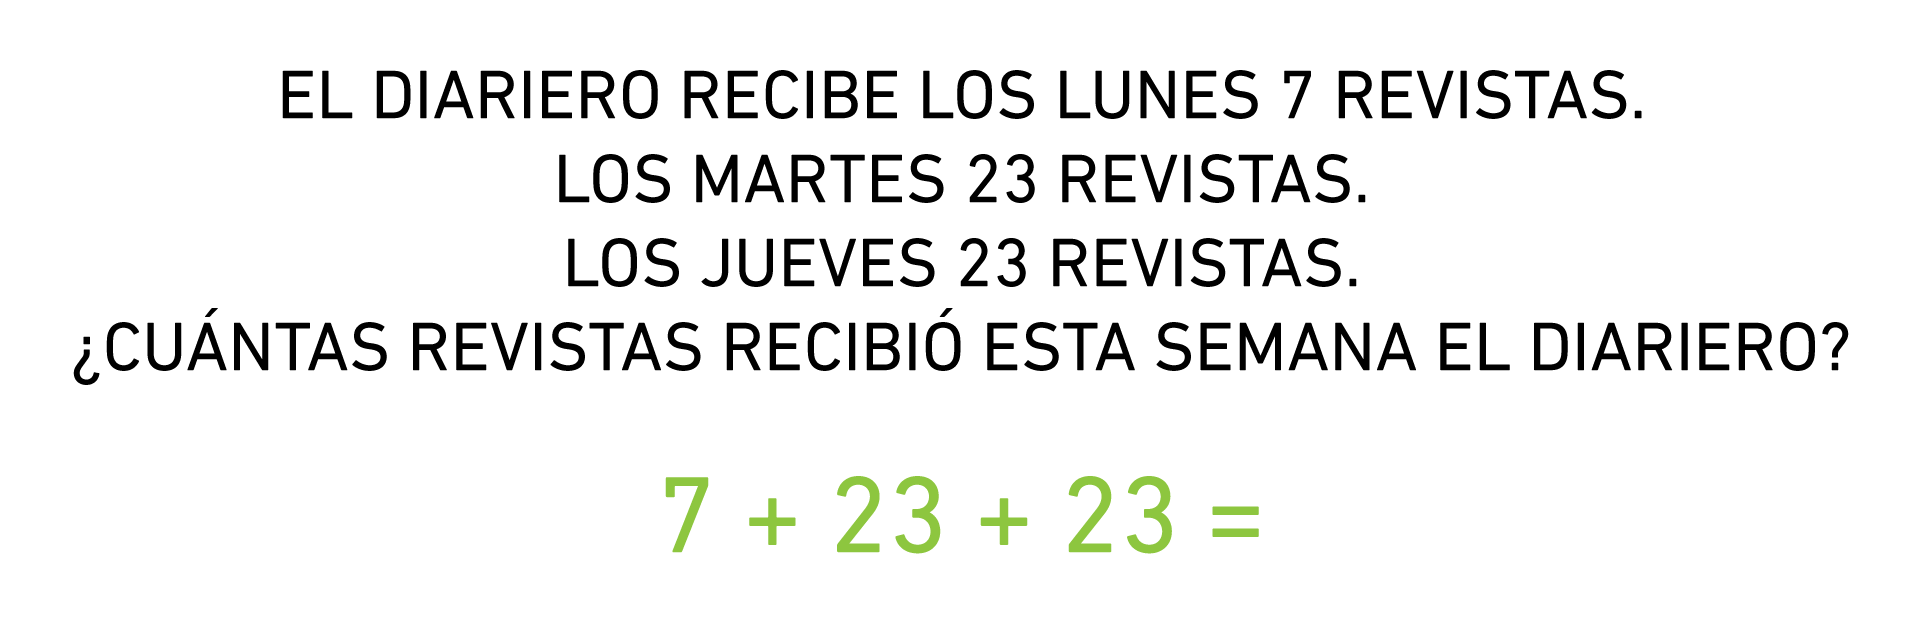 EL DIARIERO RECIBE LOS LUNES 7 REVISTAS.
LOS MARTES 23 REVISTAS.
LOS JUEVES 23 REVISTAS.
¿CUÁNTAS REVISTAS RECIBIÓ ESTA SEMANA EL DIARIERO?
7 + 23 + 23 =